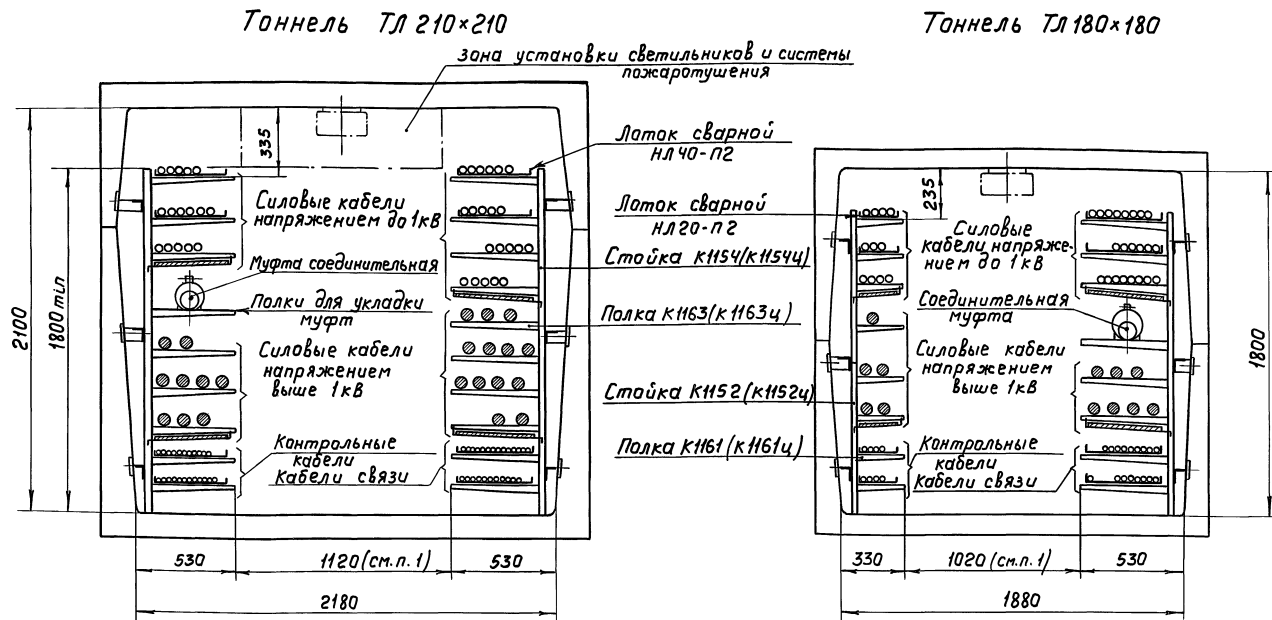 Тоннель ТЛ 210×210
Тоннель ТЛ 180×180
Зона установки светильников и системы
пожаротушения
335
Лоток сварной
НЛ40-П2
Силовые кабели
напряжением до 1кВ
Лоток сварной
НЛ20-П2
235
Силовые
кабели напряже-
нием до 1кВ
Стойка К1154(К1154ц)
Муфта соединительная
Полки для укладки
муфт
Полка К1163(К1163ц)
Соединительная
муфта
2100
1800min
Силовые кабели
напряжением
выше 1кВ
Силовые кабели
напряжением
выше 1кВ
1800
Стойка К1152(К1152ц)
Контрольные
кабели
Кабели связи
Полка К1161(К1161ц)
Контрольные
кабели
Кабели связи
530
1120(см.п.1)
530
330
1020(см.п.1)
530
2180
1880